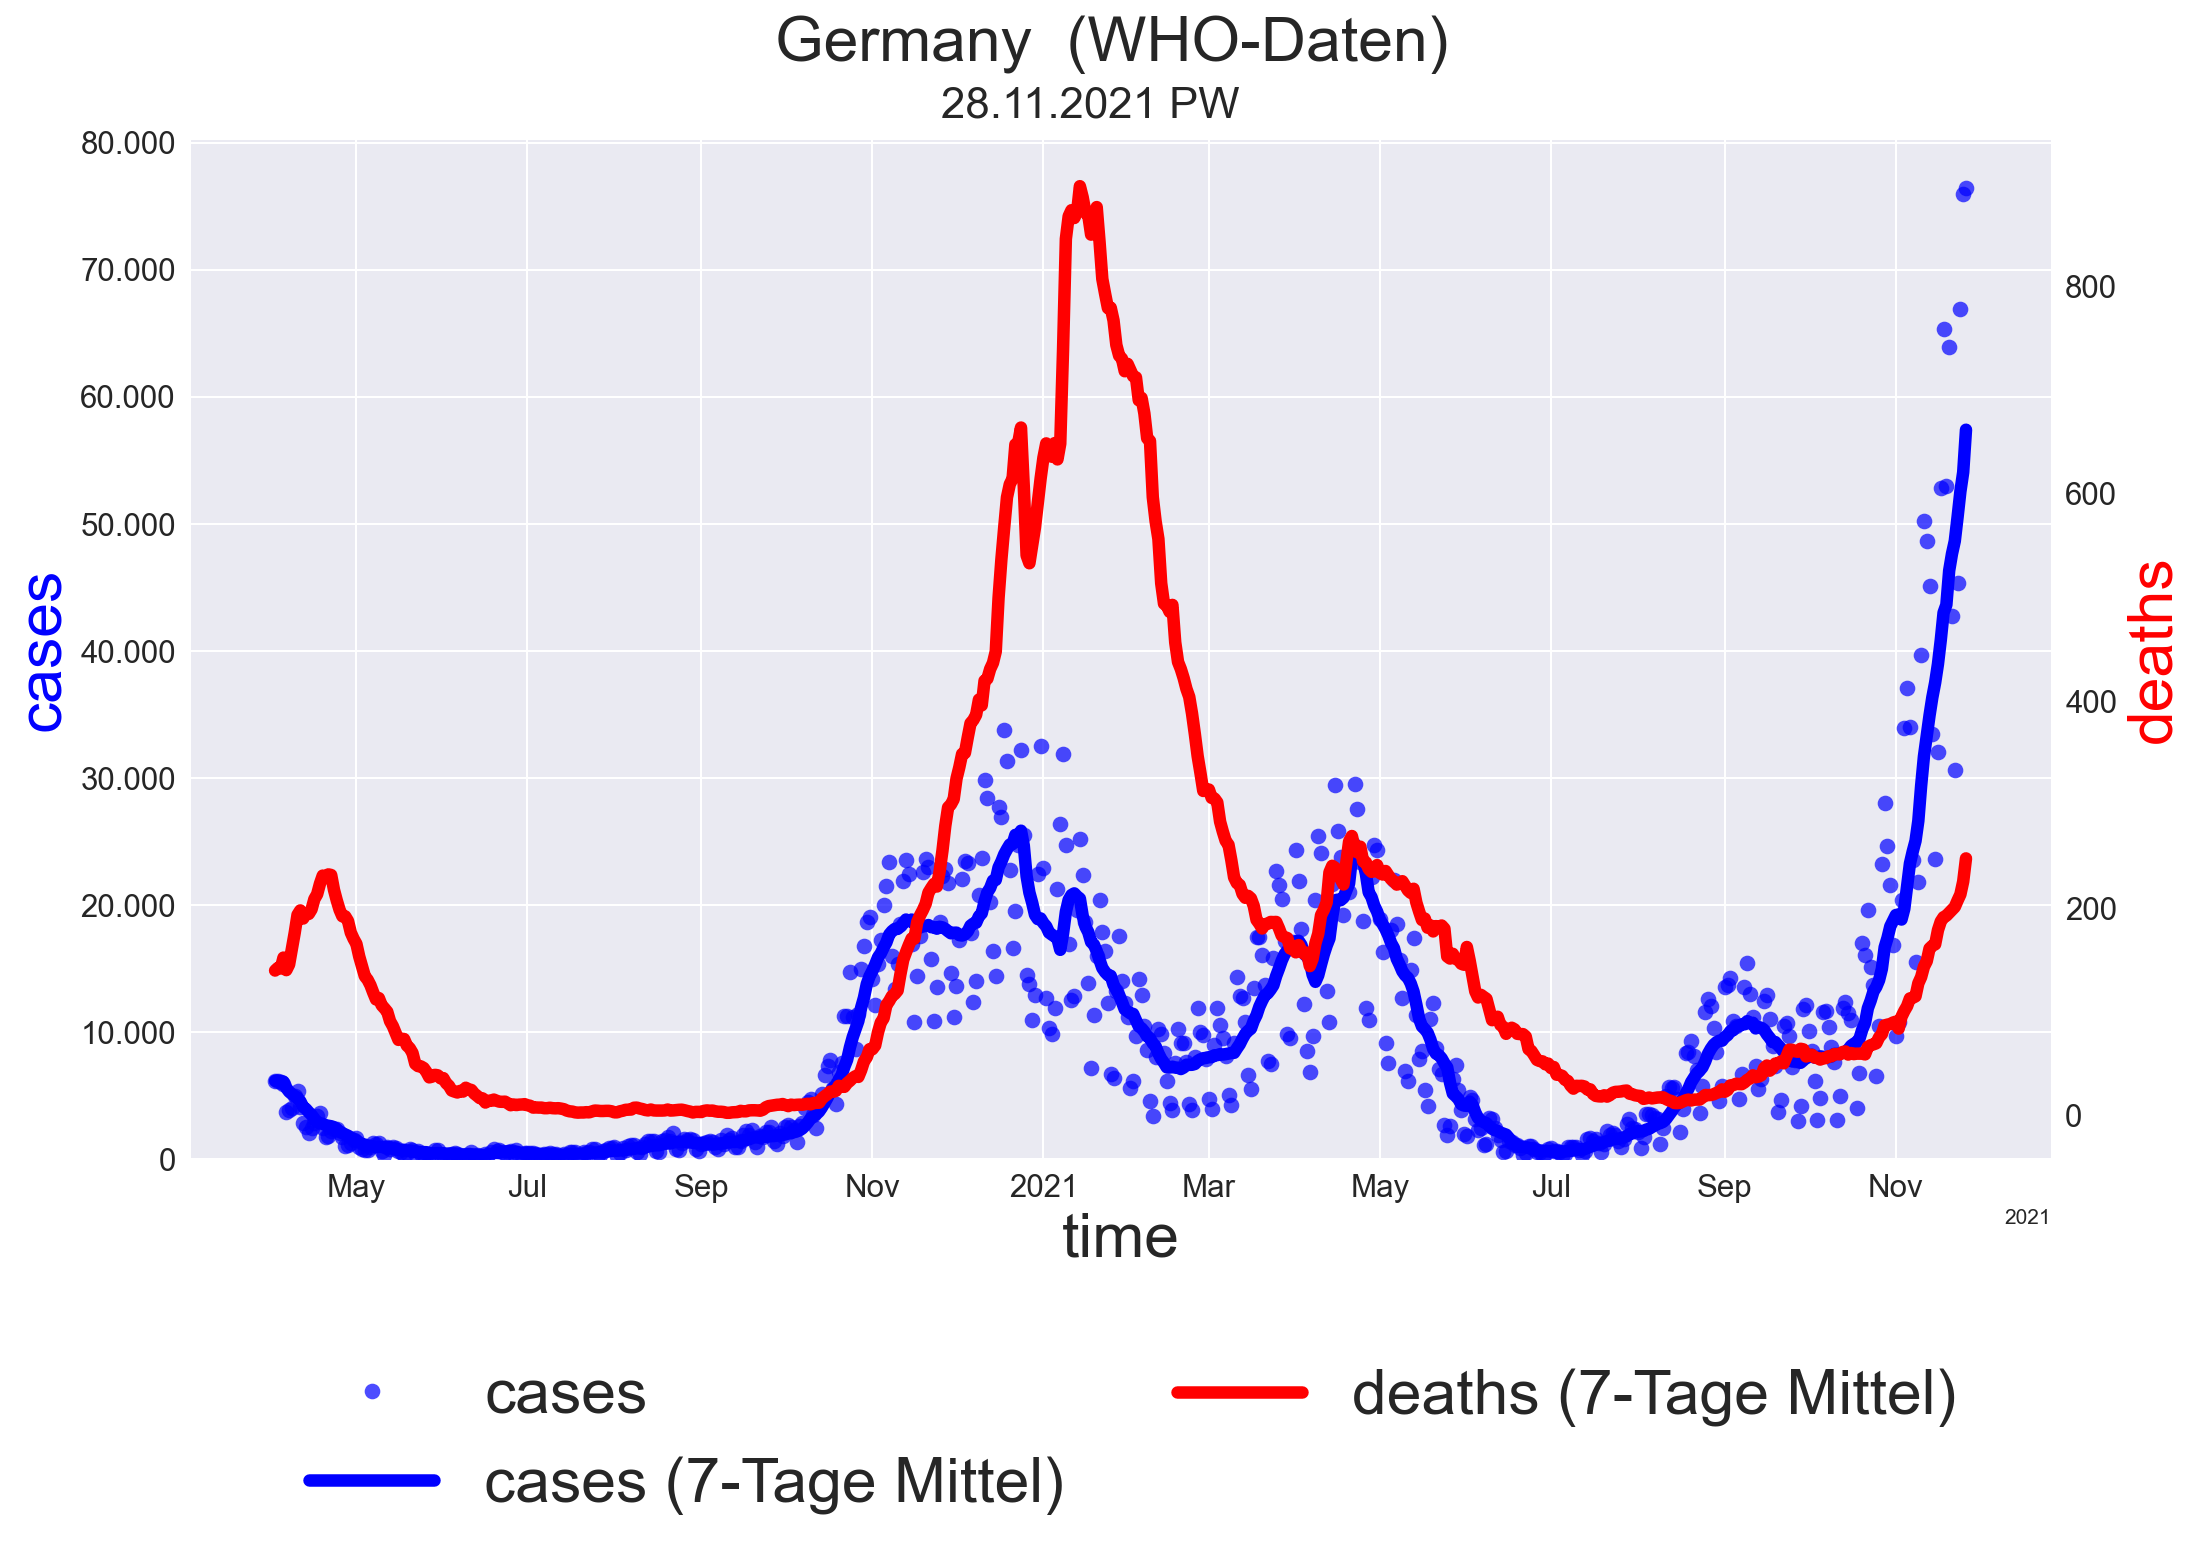 Germany  (WHO-Daten)
28.11.2021 PW
80.000
70.000
60.000
50.000
40.000
30.000
20.000
10.000
0
cases
800
600
400
200
0
deaths
May Jul Sep Nov 2021 Mar May Jul Sep Nov
2021
time
cases
cases (7-Tage Mittel)
deaths (7-Tage Mittel)